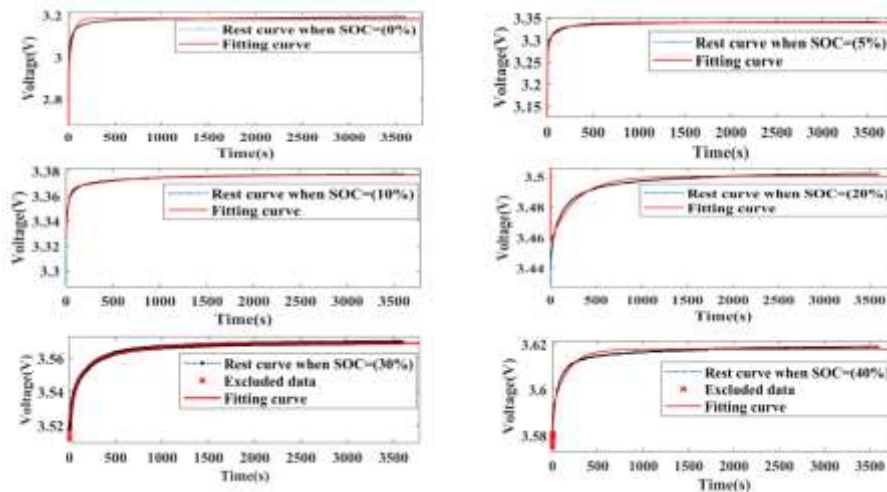 3.2
3
2.8
Voltage(V)
Rest curve when SOC=(0%)
Fitting curve
0 500 1000 1500 2000 2500 3000 3500
Time(s)
3.35
3.3
3.25
3.2
3.15
Voltage(V)
Rest curve when SOC=(5%)
Fitting curve
0 500 1000 1500 2000 2500 3000 3500
Time(s)
3.38
3.36
3.34
3.32
3.3
Voltage(V)
Rest curve when SOC=(10%)
Fitting curve
0 500 1000 1500 2000 2500 3000 3500
Time(s)
3.5
3.48
3.46
3.44
Voltage(V)
Rest curve when SOC=(20%)
Fitting curve
0 500 1000 1500 2000 2500 3000 3500
Time(s)
3.56
3.54
3.52
Voltage(V)
Rest curve when SOC=(30%)
Excluded data
Fitting curve
0 500 1000 1500 2000 2500 3000 3500
Time(s)
3.62
3.6
3.58
Voltage(V)
Rest curve when SOC=(40%)
Excluded data
Fitting curve
0 500 1000 1500 2000 2500 3000 3500
Time(s)